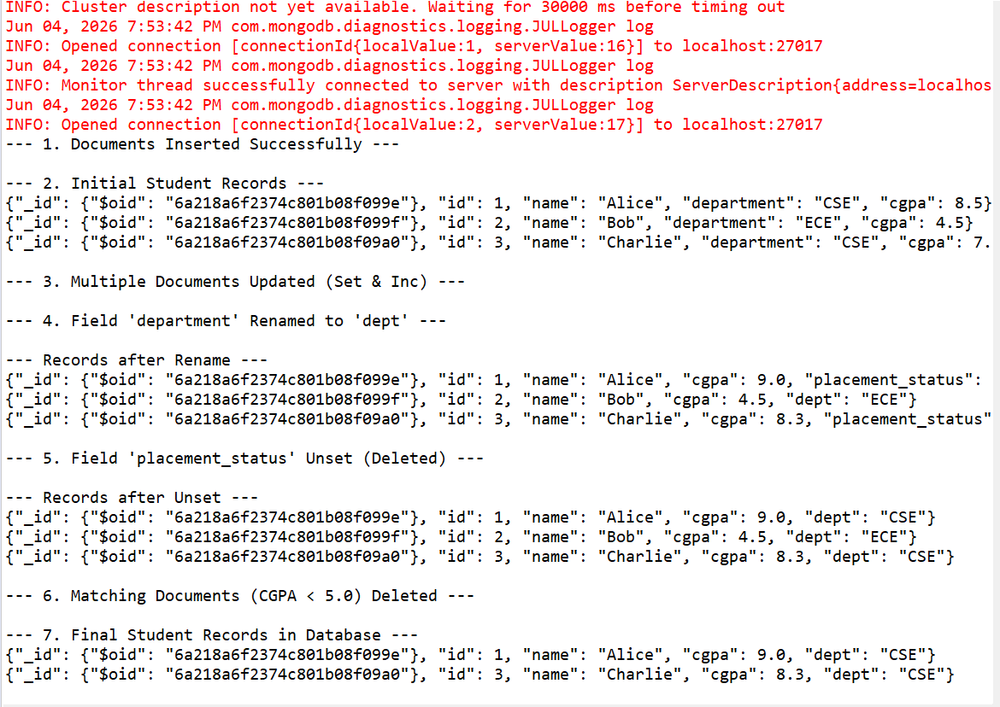 INFO: Cluster description not yet available. Waiting for 30000 ms before timing out
Jun 04, 2026 7:53:42 PM com.mongodb.diagnostics.logging.JULLogger log
INFO: Opened connection [connectionId{localValue:1, serverValue:16}] to localhost:27017
Jun 04, 2026 7:53:42 PM com.mongodb.diagnostics.logging.JULLogger log
INFO: Monitor thread successfully connected to server with description ServerDescription{address=localhos
Jun 04, 2026 7:53:42 PM com.mongodb.diagnostics.logging.JULLogger log
INFO: Opened connection [connectionId{localValue:2, serverValue:17}] to localhost:27017
--- 1. Documents Inserted Successfully ---
--- 2. Initial Student Records ---
{"_id": {"$oid": "6a218a6f2374c801b08f099e"}, "id": 1, "name": "Alice", "department": "CSE", "cgpa": 8.5}
{"_id": {"$oid": "6a218a6f2374c801b08f099f"}, "id": 2, "name": "Bob", "department": "ECE", "cgpa": 4.5}
{"_id": {"$oid": "6a218a6f2374c801b08f09a0"}, "id": 3, "name": "Charlie", "department": "CSE", "cgpa": 7.
--- 3. Multiple Documents Updated (Set & Inc) ---
--- 4. Field 'department' Renamed to 'dept' ---
--- Records after Rename ---
{"_id": {"$oid": "6a218a6f2374c801b08f099e"}, "id": 1, "name": "Alice", "cgpa": 9.0, "placement_status":
{"_id": {"$oid": "6a218a6f2374c801b08f099f"}, "id": 2, "name": "Bob", "cgpa": 4.5, "dept": "ECE"}
{"_id": {"$oid": "6a218a6f2374c801b08f09a0"}, "id": 3, "name": "Charlie", "cgpa": 8.3, "placement_status"
--- 5. Field 'placement_status' Unset (Deleted) ---
--- Records after Unset ---
{"_id": {"$oid": "6a218a6f2374c801b08f099e"}, "id": 1, "name": "Alice", "cgpa": 9.0, "dept": "CSE"}
{"_id": {"$oid": "6a218a6f2374c801b08f099f"}, "id": 2, "name": "Bob", "cgpa": 4.5, "dept": "ECE"}
{"_id": {"$oid": "6a218a6f2374c801b08f09a0"}, "id": 3, "name": "Charlie", "cgpa": 8.3, "dept": "CSE"}
--- 6. Matching Documents (CGPA < 5.0) Deleted ---
--- 7. Final Student Records in Database ---
{"_id": {"$oid": "6a218a6f2374c801b08f099e"}, "id": 1, "name": "Alice", "cgpa": 9.0, "dept": "CSE"}
{"_id": {"$oid": "6a218a6f2374c801b08f09a0"}, "id": 3, "name": "Charlie", "cgpa": 8.3, "dept": "CSE"}